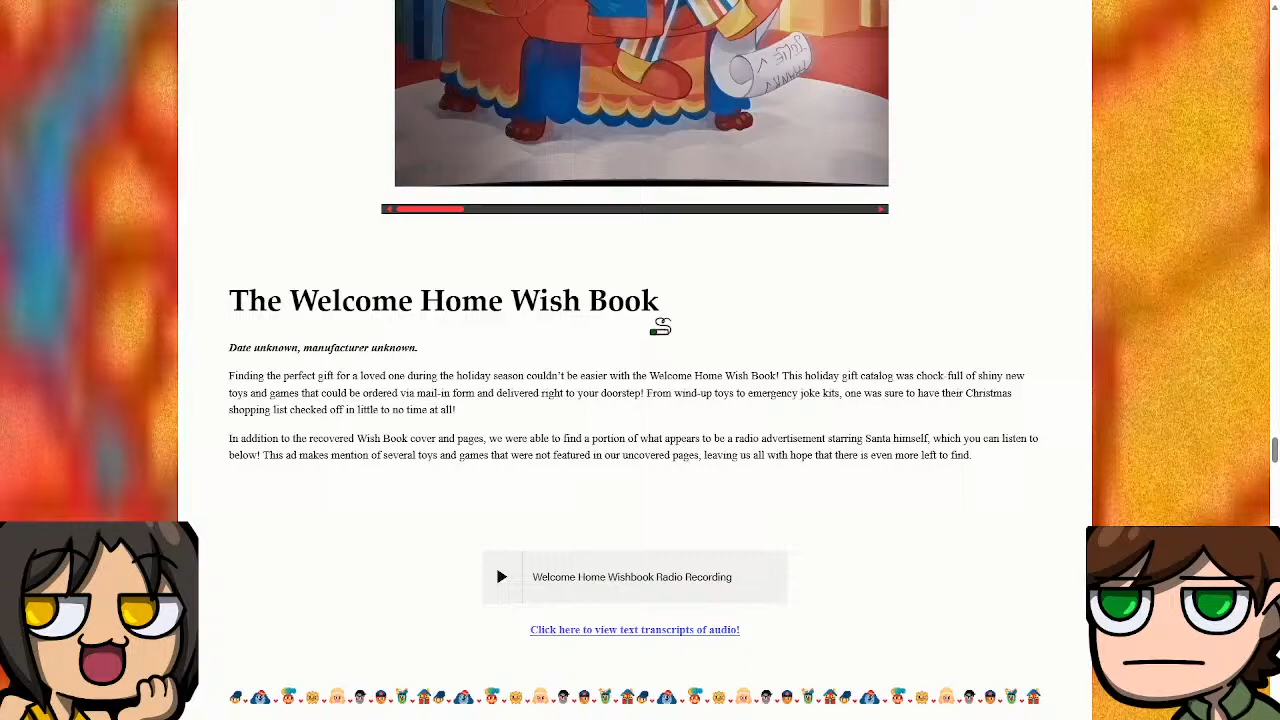 The Welcome Home Wish Book
Date unknown, manufacturer unknown.
Finding the perfect gift for a loved one during the holiday season couldn't be easier with the Welcome Home Wish Book! This holiday gift catalog was chock-full of shiny new
toys and games that could be ordered via mail-in form and delivered right to your doorstep! From wind-up toys to emergency joke kits, one was sure to have their Christmas
shopping list checked off in little to no time at all!
In addition to the recovered Wish Book cover and pages, we were able to find a portion of what appears to be a radio advertisement starring Santa himself, which you can listen to
below! This ad makes mention of several toys and games that were not featured in our uncovered pages, leaving us all with hope that there is even more left to find.
Welcome Home Wishbook Radio Recording
Click here to view text transcripts of audio!